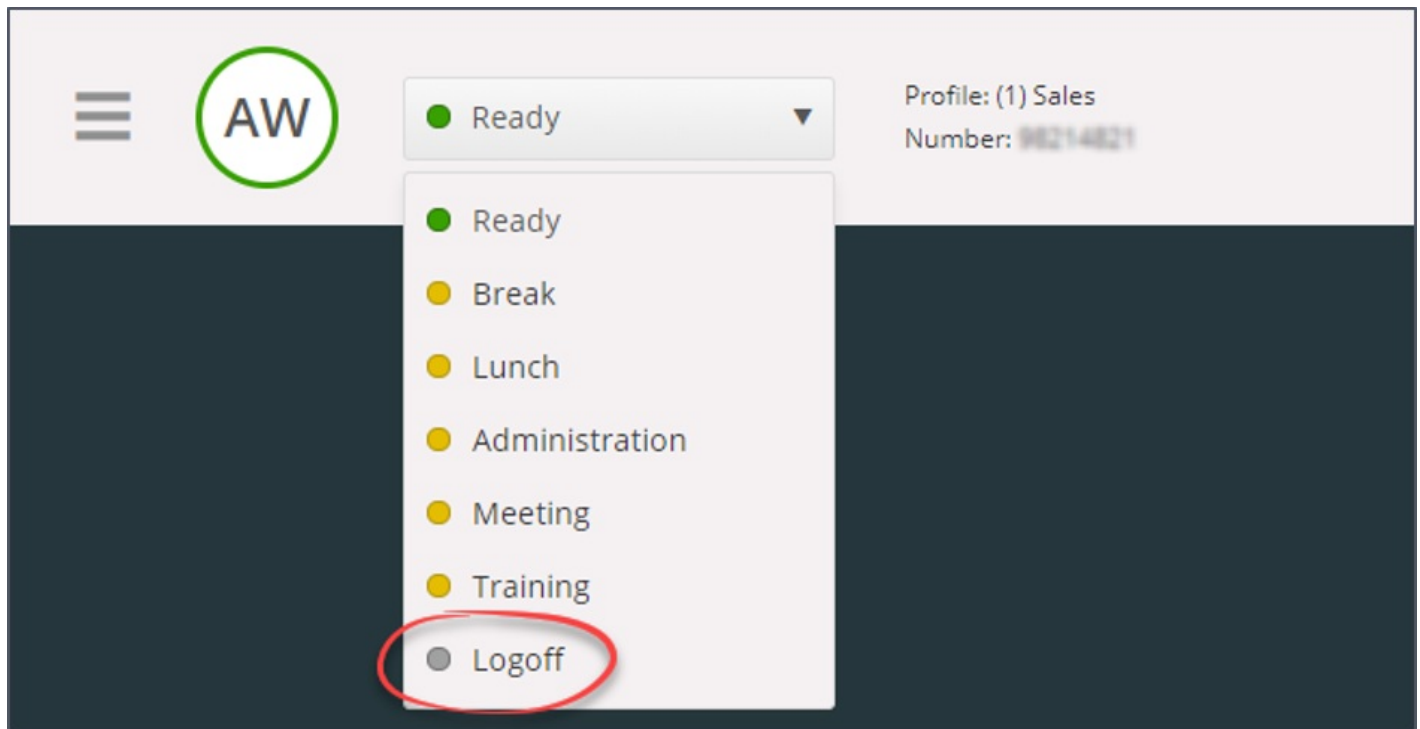 AW
Ready
Profile: (1) Sales
Number:
Ready
Break
Lunch
Administration
Meeting
Training
Logoff